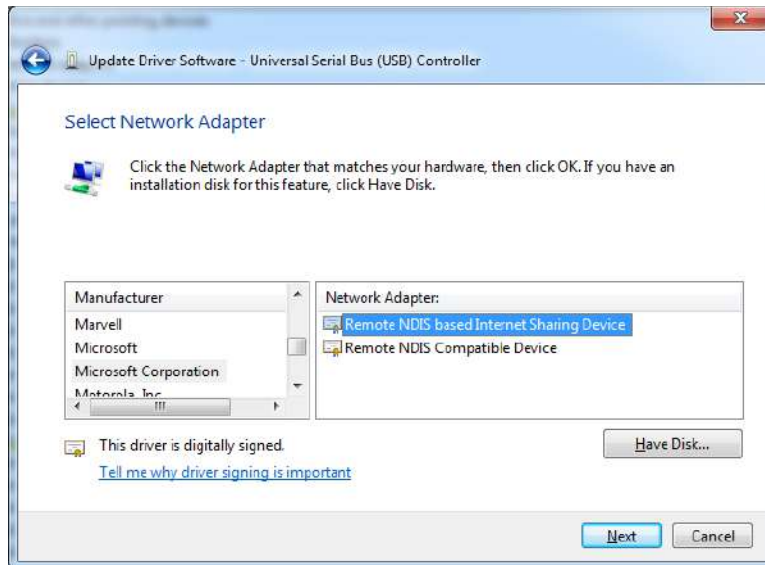 Update Driver Software - Universal Serial Bus (USB) Controller
Select Network Adapter
Click the Network Adapter that matches your hardware, then click OK. If you have an
installation disk for this feature, click Have Disk.
Manufacturer
Marvell
Microsoft
Microsoft Corporation
Motorola, Inc.
Network Adapter:
Remote NDIS based Internet Sharing Device
Remote NDIS Compatible Device
This driver is digitally signed.
Have Disk...
Tell me why driver signing is important
Next
Cancel